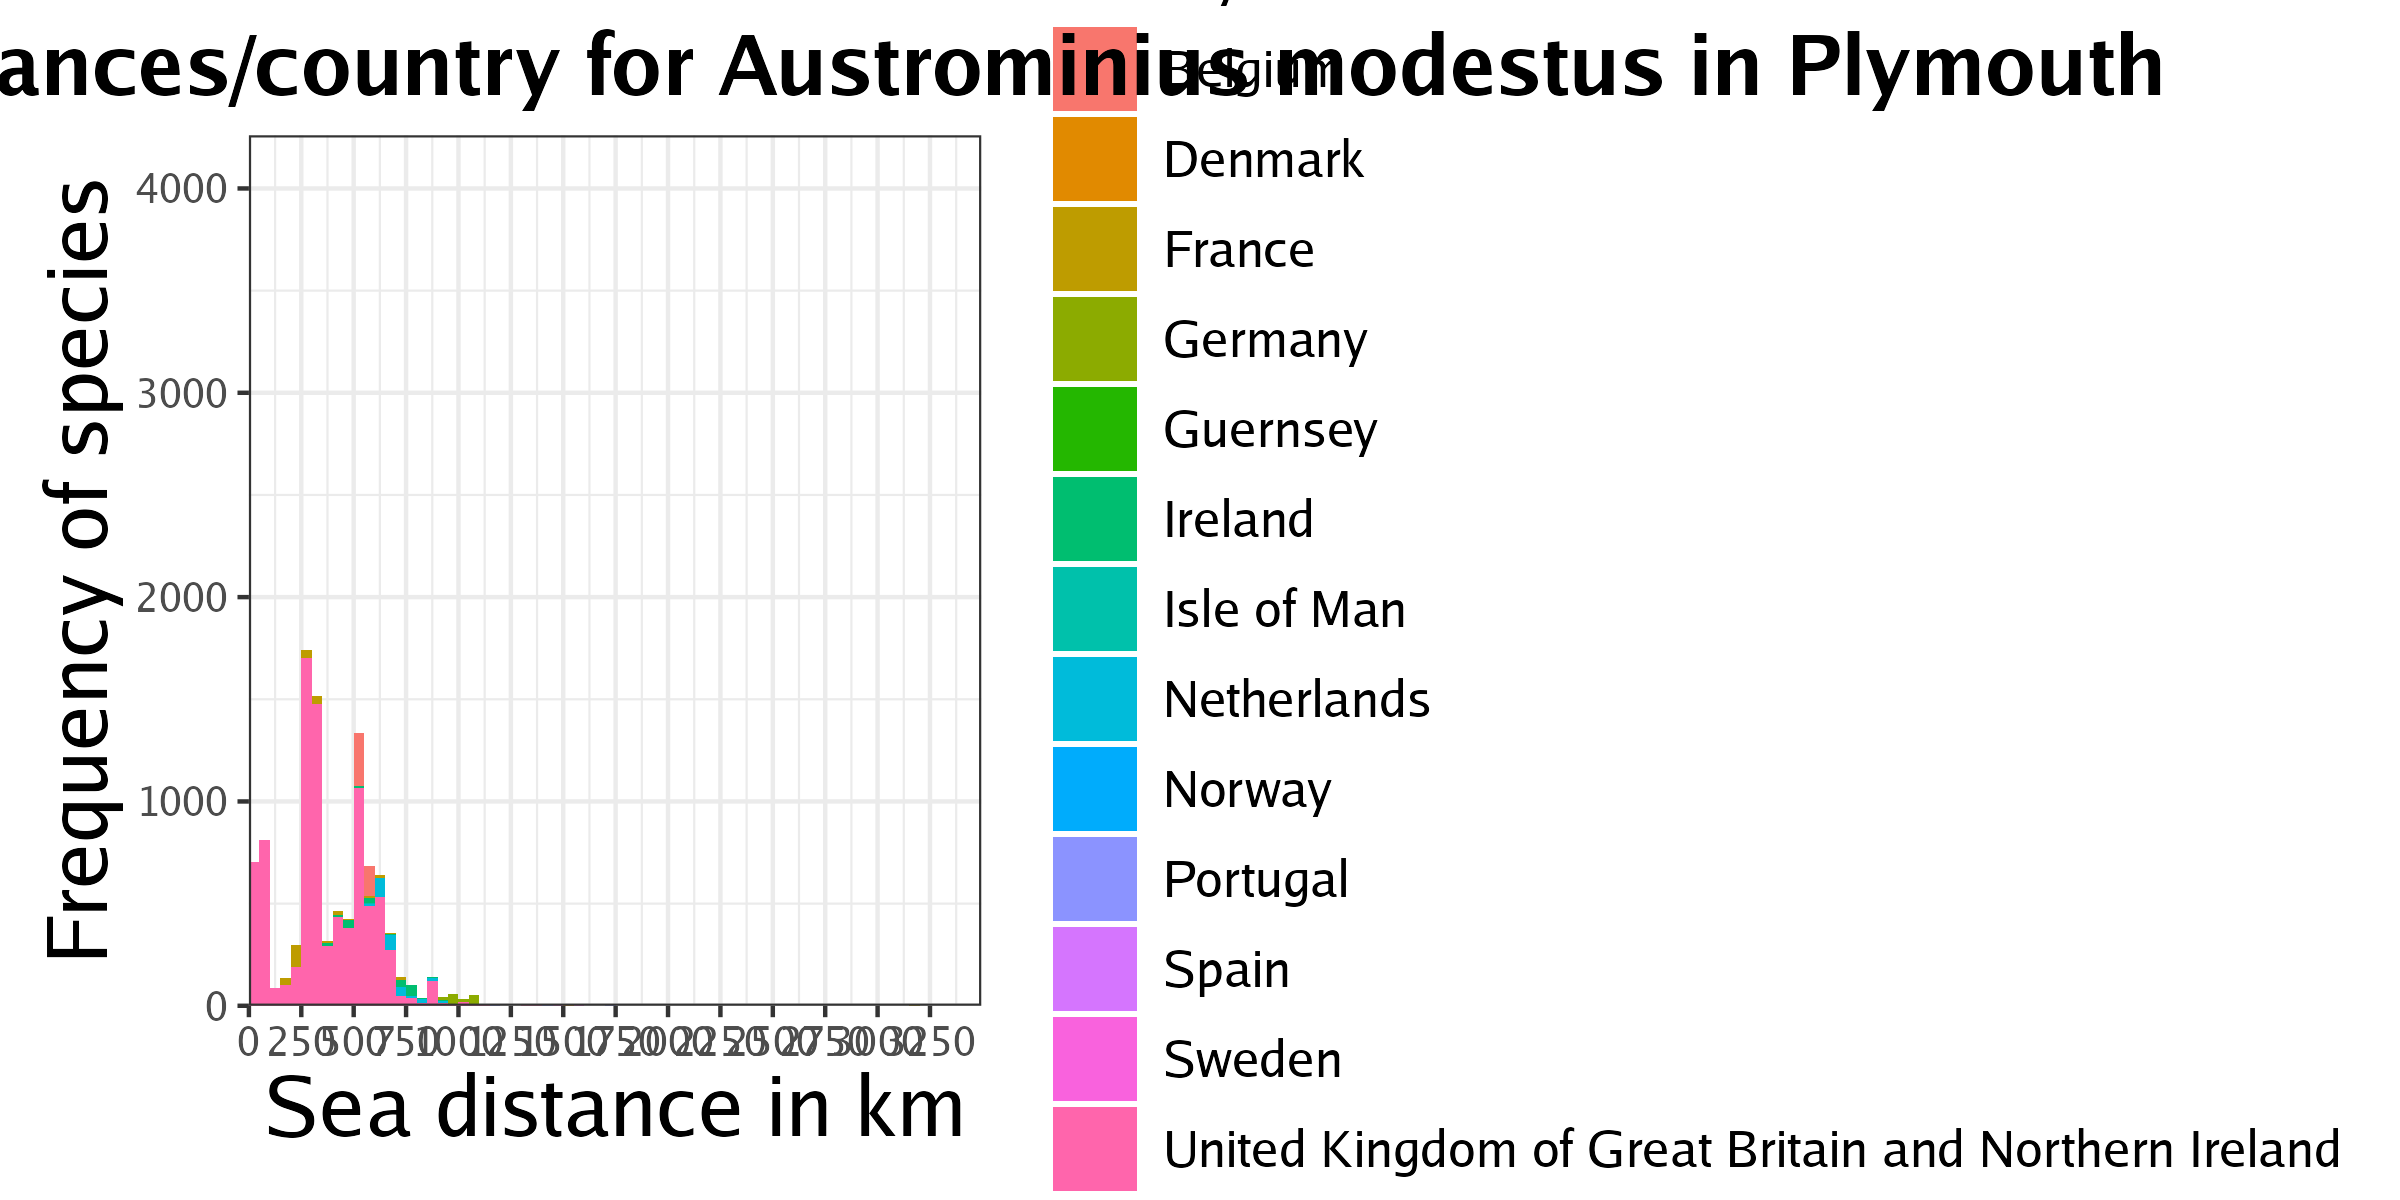 ances/country for Austrominius modestus in Plymouth
Belgium
Denmark
France
Germany
Guernsey
Ireland
Isle of Man
Netherlands
Norway
Portugal
Spain
Sweden
United Kingdom of Great Britain and Northern Ireland
Frequency of species
4000
3000
2000
1000
0
0 250 500 750 1000 1250 1500 1750 2000 2250 2500 2750 3000 3250
Sea distance in km